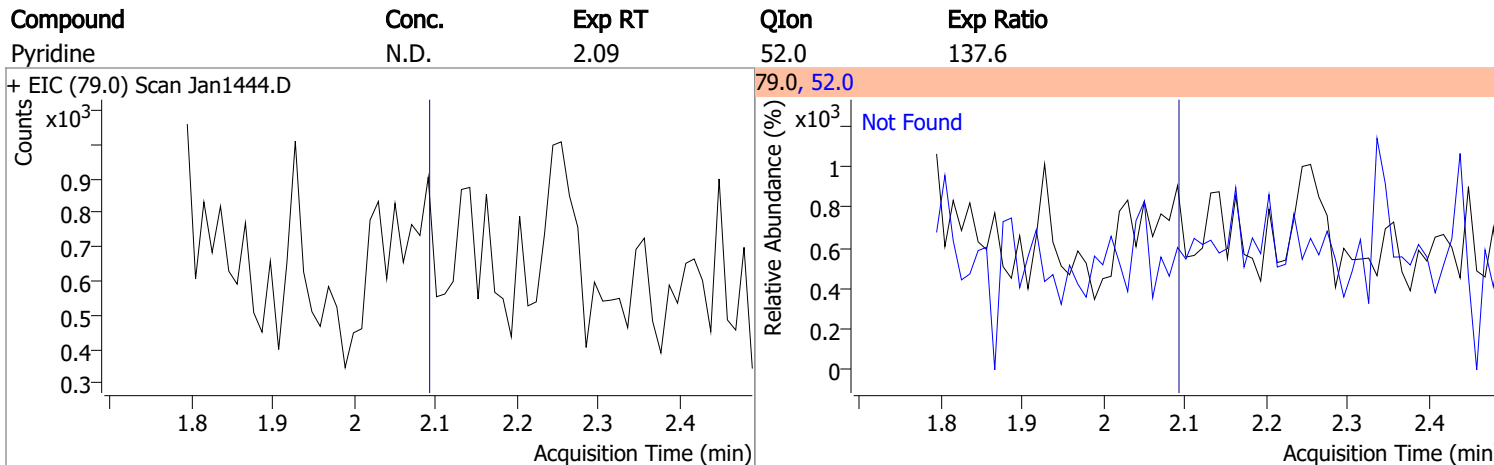 Compound Conc. Exp RT QIon Exp Ratio
Pyridine N.D. 2.09 52.0 137.6
+ EIC (79.0) Scan Jan1444.D
Counts
x10³
0.9
0.8
0.7
0.6
0.5
0.4
0.3
1.8 1.9 2 2.1 2.2 2.3 2.4
Acquisition Time (min)
79.0, 52.0
Relative Abundance (%)
x10³
Not Found
1
0.8
0.6
0.4
0.2
0
1.8 1.9 2 2.1 2.2 2.3 2.4
Acquisition Time (min